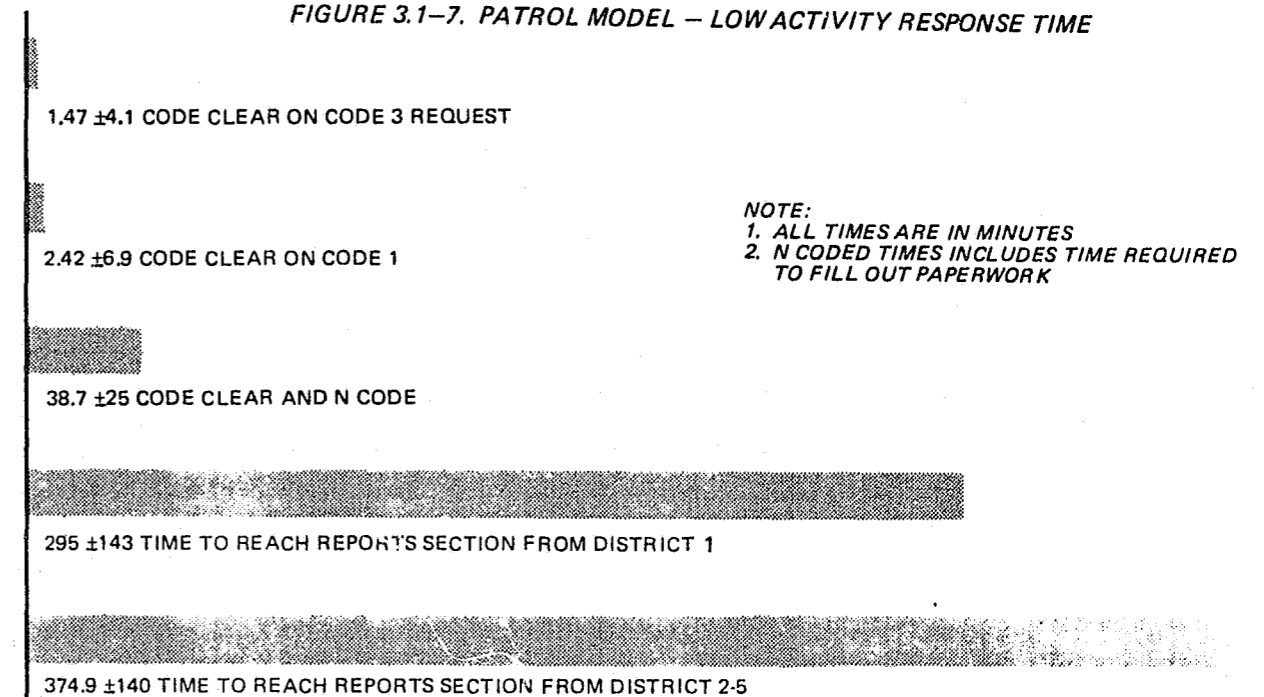 FIGURE 3.1–7. PATROL MODEL – LOW ACTIVITY RESPONSE TIME
1.47 ±4.1 CODE CLEAR ON CODE 3 REQUEST
2.42 ±6.9 CODE CLEAR ON CODE 1
NOTE:
1. ALL TIMES ARE IN MINUTES
2. N CODED TIMES INCLUDES TIME REQUIRED
TO FILL OUT PAPERWORK
38.7 ±25 CODE CLEAR AND N CODE
295 ±143 TIME TO REACH REPORTS SECTION FROM DISTRICT 1
374.9 ±140 TIME TO REACH REPORTS SECTION FROM DISTRICT 2-5